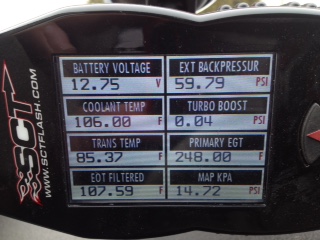 BATTERY VOLTAGE
12.75 V
EXT BACKPRESSUR
59.79 PSI
COOLANT TEMP
106.00 F
TURBO BOOST
0.04 PSI
TRANS TEMP
85.37 F
PRIMARY EGT
248.00 F
EOT FILTERED
107.59 F
MAP KPA
14.72 PSI
SCT
WWW.SCTFLASH.COM